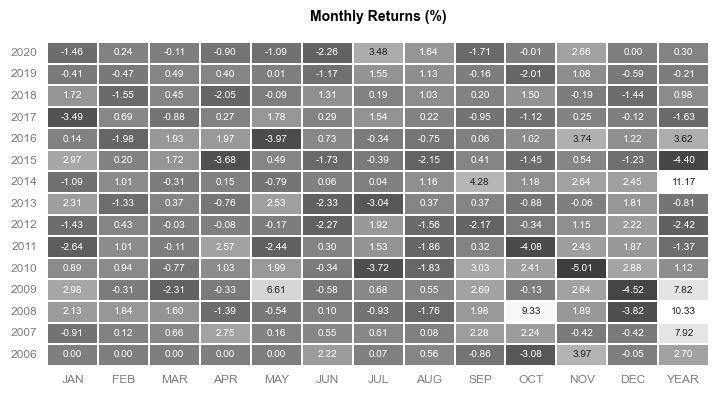 Monthly Returns (%)
2020 -1.46 0.24 -0.11 -0.90 -1.09 -2.26 3.48 1.64 -1.71 -0.01 2.66 0.00 0.30
2019 -0.41 -0.47 0.49 0.40 0.01 -1.17 1.55 1.13 -0.16 -2.01 1.08 -0.59 -0.21
2018 1.72 -1.55 0.45 -2.05 -0.09 1.31 0.19 1.03 0.20 1.50 -0.19 -1.44 0.98
2017 -3.49 0.69 -0.88 0.27 1.78 0.29 1.54 0.22 -0.95 -1.12 0.25 -0.12 -1.63
2016 0.14 -1.98 1.93 1.97 -3.97 0.73 -0.34 -0.75 0.06 1.02 3.74 1.22 3.62
2015 2.97 0.20 1.72 -3.68 0.49 -1.73 -0.39 -2.15 0.41 -1.45 0.54 -1.23 -4.40
2014 -1.09 1.01 -0.31 0.15 -0.79 0.06 0.04 1.16 4.28 1.18 2.64 2.45 11.17
2013 2.31 -1.33 0.37 -0.76 2.53 -2.33 -3.04 0.37 0.37 -0.88 -0.06 1.81 -0.81
2012 -1.43 0.43 -0.03 -0.08 -0.17 -2.27 1.92 -1.56 -2.17 -0.34 -1.15 2.22 -2.42
2011 -2.64 1.01 -0.11 2.57 -2.44 0.30 1.53 -1.86 0.32 -4.08 2.43 1.87 -1.37
2010 0.89 0.94 -0.77 1.03 1.99 -0.34 -3.72 -1.83 3.03 2.41 -5.01 2.88 1.12
2009 2.98 -0.31 -2.31 -0.33 6.61 -0.58 0.68 0.55 2.69 -0.13 2.64 -4.52 7.82
2008 2.13 1.84 1.60 -1.39 -0.54 0.10 -0.93 -1.76 1.98 9.33 1.89 -3.82 10.33
2007 -0.91 0.12 0.66 2.75 0.16 0.55 0.61 0.08 2.28 2.24 -0.42 -0.42 7.92
2006 0.00 0.00 0.00 0.00 0.00 2.22 0.07 0.56 -0.86 -3.08 3.97 -0.05 2.70
JAN FEB MAR APR MAY JUN JUL AUG SEP OCT NOV DEC YEAR